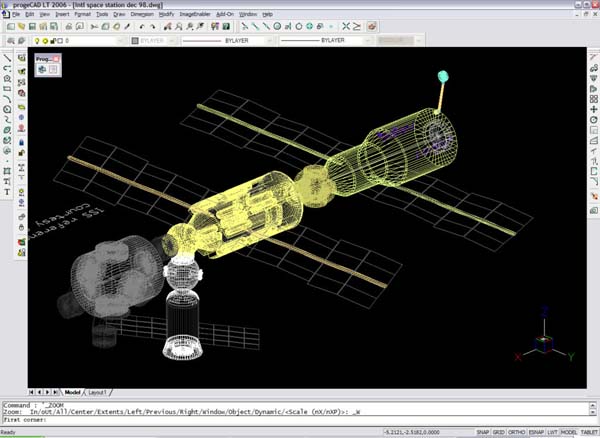 progeCAD LT 2006 - [Intl space station dec 98.dwg]
File Edit View Insert Format Tools Draw Dimension Modify ImageEnabler Add-On Window Help
0 BYLAYER BYLAYER BYLAYER BYCOLOR
Prog...
ISS referen
courtesy
Z
X
Y
Model Layout1
Command : '_ZOOM
Zoom: In/oUt/All/Center/Extents/Left/Previous/Right/Window/Object/Dynamic/<Scale (nX/nXP)>: _W
First corner:
Ready
-5.2121,-2.5182,0.0000 SNAP GRID ORTHO ESNAP LWT MODEL TABLET